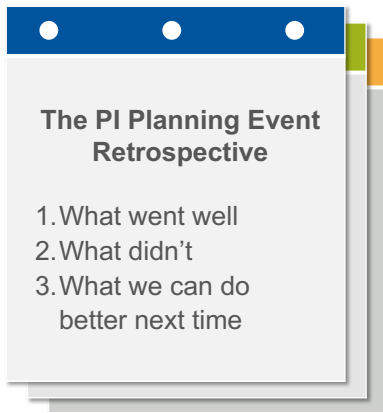 The PI Planning Event
Retrospective
1.What went well
2.What didn’t
3.What we can do
better next time